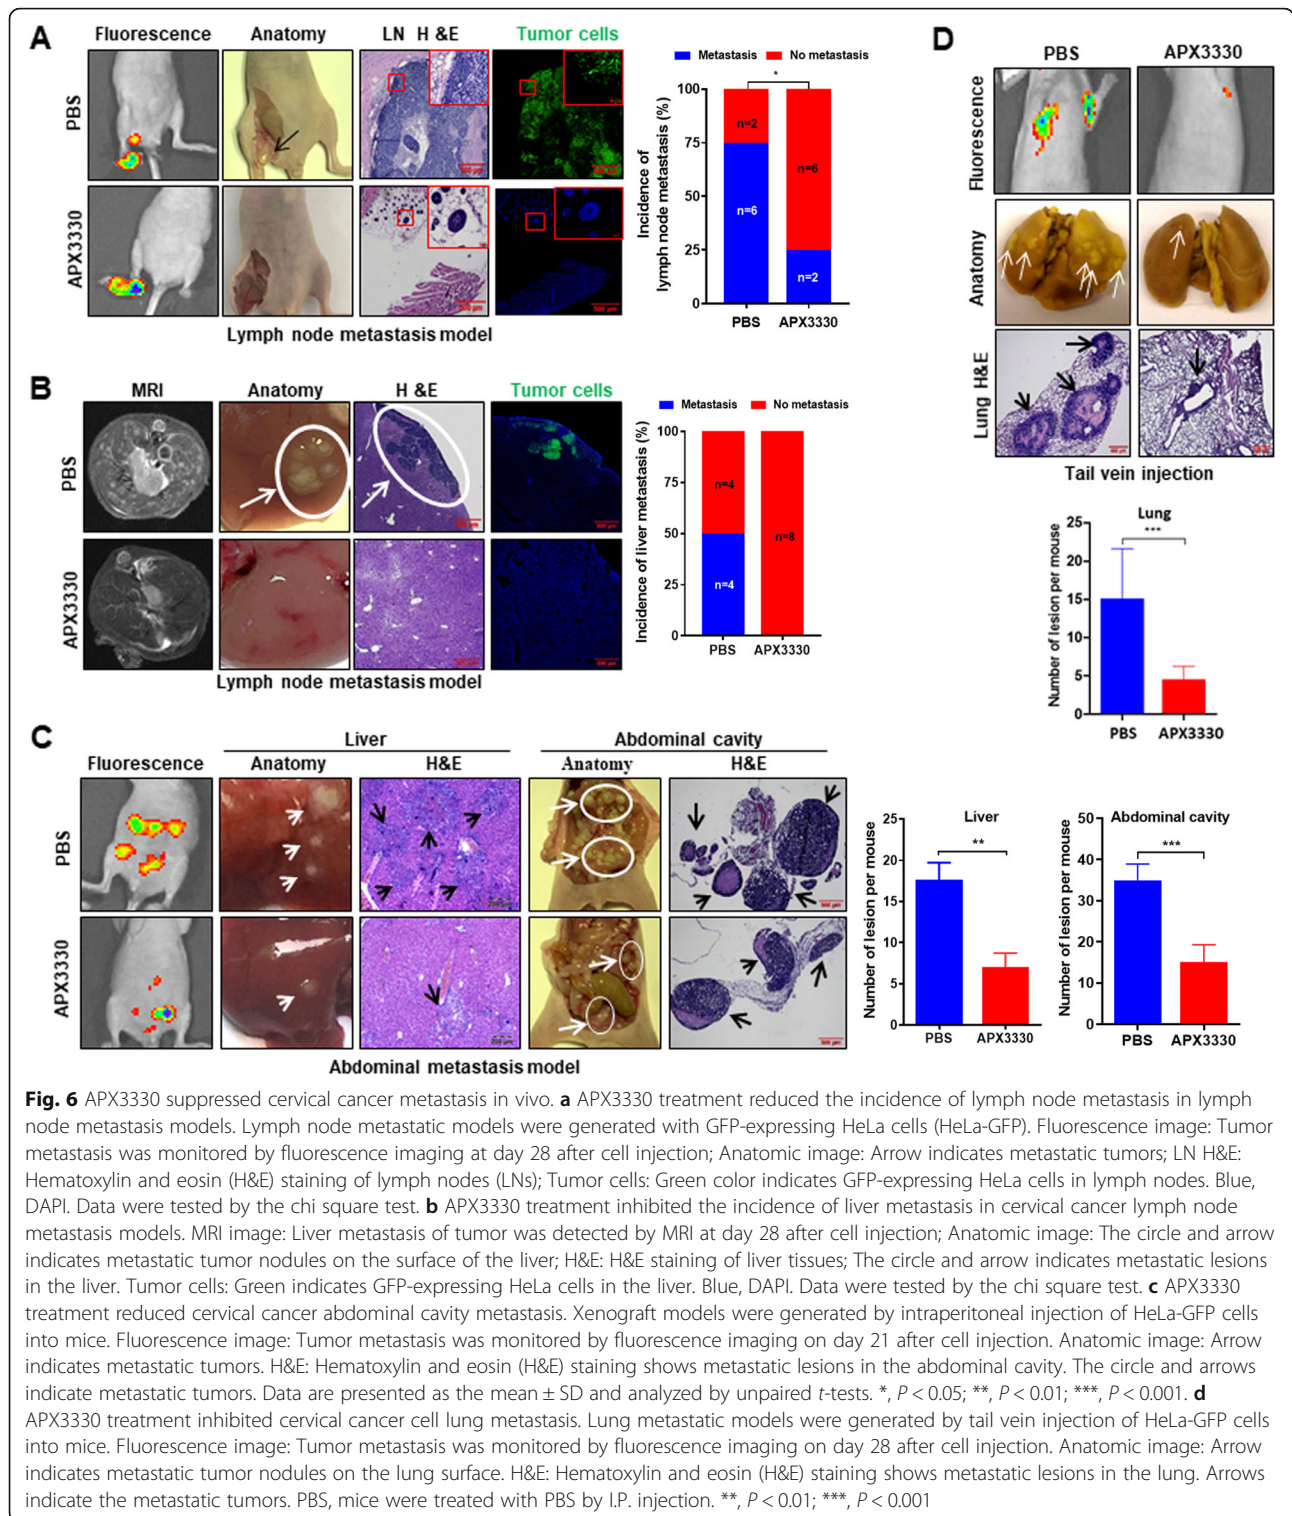 A
Fluorescence Anatomy LN H &E Tumor cells
PBS
APX3330
Lymph node metastasis model
Metastasis No metastasis
*
Incidence of
lymph node metastasis (%)
100
75
50
25
0
n=2
n=6
n=6
n=2
PBS APX3330
B
MRI Anatomy H &E Tumor cells
PBS
APX3330
Lymph node metastasis model
Metastasis No metastasis
Incidence of liver metastasis (%)
100
75
50
25
0
n=4
n=4
n=8
PBS APX3330
C
Liver Abdominal cavity
Fluorescence Anatomy H&E Anatomy H&E
PBS
APX3330
Abdominal metastasis model
Liver
**
Number of lesion per mouse
25
20
15
10
5
0
PBS APX3330
Abdominal cavity
***
Number of lesion per mouse
50
40
30
20
10
0
PBS APX3330
D
PBS APX3330
Fluorescence
Anatomy
Lung H&E
Tail vein injection
Lung
***
Number of lesion per mouse
25
20
15
10
5
0
PBS APX3330
Fig. 6 APX3330 suppressed cervical cancer metastasis in vivo. a APX3330 treatment reduced the incidence of lymph node metastasis in lymph
node metastasis models. Lymph node metastatic models were generated with GFP-expressing HeLa cells (HeLa-GFP). Fluorescence image: Tumor
metastasis was monitored by fluorescence imaging at day 28 after cell injection; Anatomic image: Arrow indicates metastatic tumors; LN H&E:
Hematoxylin and eosin (H&E) staining of lymph nodes (LNs); Tumor cells: Green color indicates GFP-expressing HeLa cells in lymph nodes. Blue,
DAPI. Data were tested by the chi square test. b APX3330 treatment inhibited the incidence of liver metastasis in cervical cancer lymph node
metastasis models. MRI image: Liver metastasis of tumor was detected by MRI at day 28 after cell injection; Anatomic image: The circle and arrow
indicates metastatic tumor nodules on the surface of the liver; H&E: H&E staining of liver tissues; The circle and arrow indicates metastatic lesions
in the liver. Tumor cells: Green indicates GFP-expressing HeLa cells in the liver. Blue, DAPI. Data were tested by the chi square test. c APX3330
treatment reduced cervical cancer abdominal cavity metastasis. Xenograft models were generated by intraperitoneal injection of HeLa-GFP cells
into mice. Fluorescence image: Tumor metastasis was monitored by fluorescence imaging on day 21 after cell injection. Anatomic image: Arrow
indicates metastatic tumors. H&E: Hematoxylin and eosin (H&E) staining shows metastatic lesions in the abdominal cavity. The circle and arrows
indicate metastatic tumors. Data are presented as the mean ± SD and analyzed by unpaired t-tests. *, P < 0.05; **, P < 0.01; ***, P < 0.001. d
APX3330 treatment inhibited cervical cancer cell lung metastasis. Lung metastatic models were generated by tail vein injection of HeLa-GFP cells
into mice. Fluorescence image: Tumor metastasis was monitored by fluorescence imaging on day 28 after cell injection. Anatomic image: Arrow
indicates metastatic tumor nodules on the lung surface. H&E: Hematoxylin and eosin (H&E) staining shows metastatic lesions in the lung. Arrows
indicate the metastatic tumors. PBS, mice were treated with PBS by I.P. injection. **, P < 0.01; ***, P < 0.001